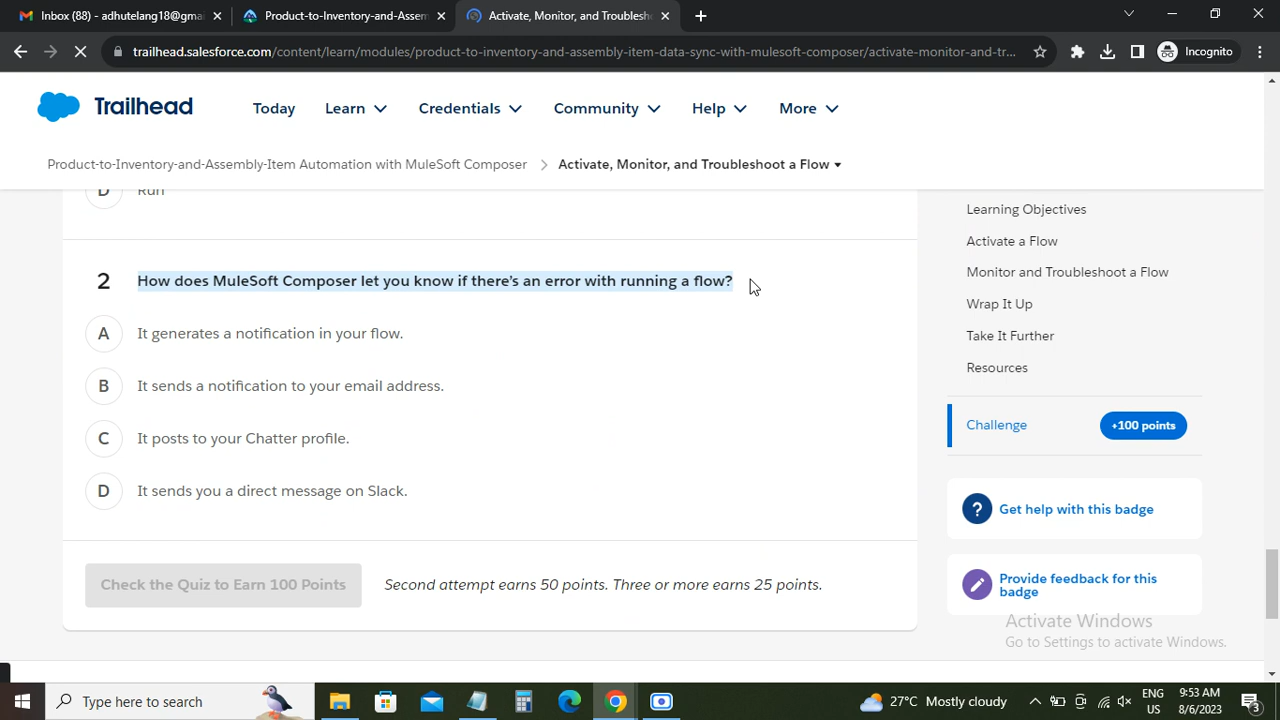 Inbox (88) - adhutelang18@gma
Product-to-Inventory-and-Assem
Activate, Monitor, and Troublesh
trailhead.salesforce.com/content/learn/modules/product-to-inventory-and-assembly-item-data-sync-with-mulesoft-composer/activate-monitor-and-tr...
Incognito
Trailhead
Today
Learn
Credentials
Community
Help
More
Product-to-Inventory-and-Assembly-Item Automation with MuleSoft Composer
Activate, Monitor, and Troubleshoot a Flow
D Run
2 How does MuleSoft Composer let you know if there's an error with running a flow?
A It generates a notification in your flow.
B It sends a notification to your email address.
C It posts to your Chatter profile.
D It sends you a direct message on Slack.
Check the Quiz to Earn 100 Points
Second attempt earns 50 points. Three or more earns 25 points.
Learning Objectives
Activate a Flow
Monitor and Troubleshoot a Flow
Wrap It Up
Take It Further
Resources
Challenge
+100 points
? Get help with this badge
Provide feedback for this
badge
Activate Windows
Go to Settings to activate Windows.
Type here to search
27°C Mostly cloudy
ENG
US
9:53 AM
8/6/2023
3